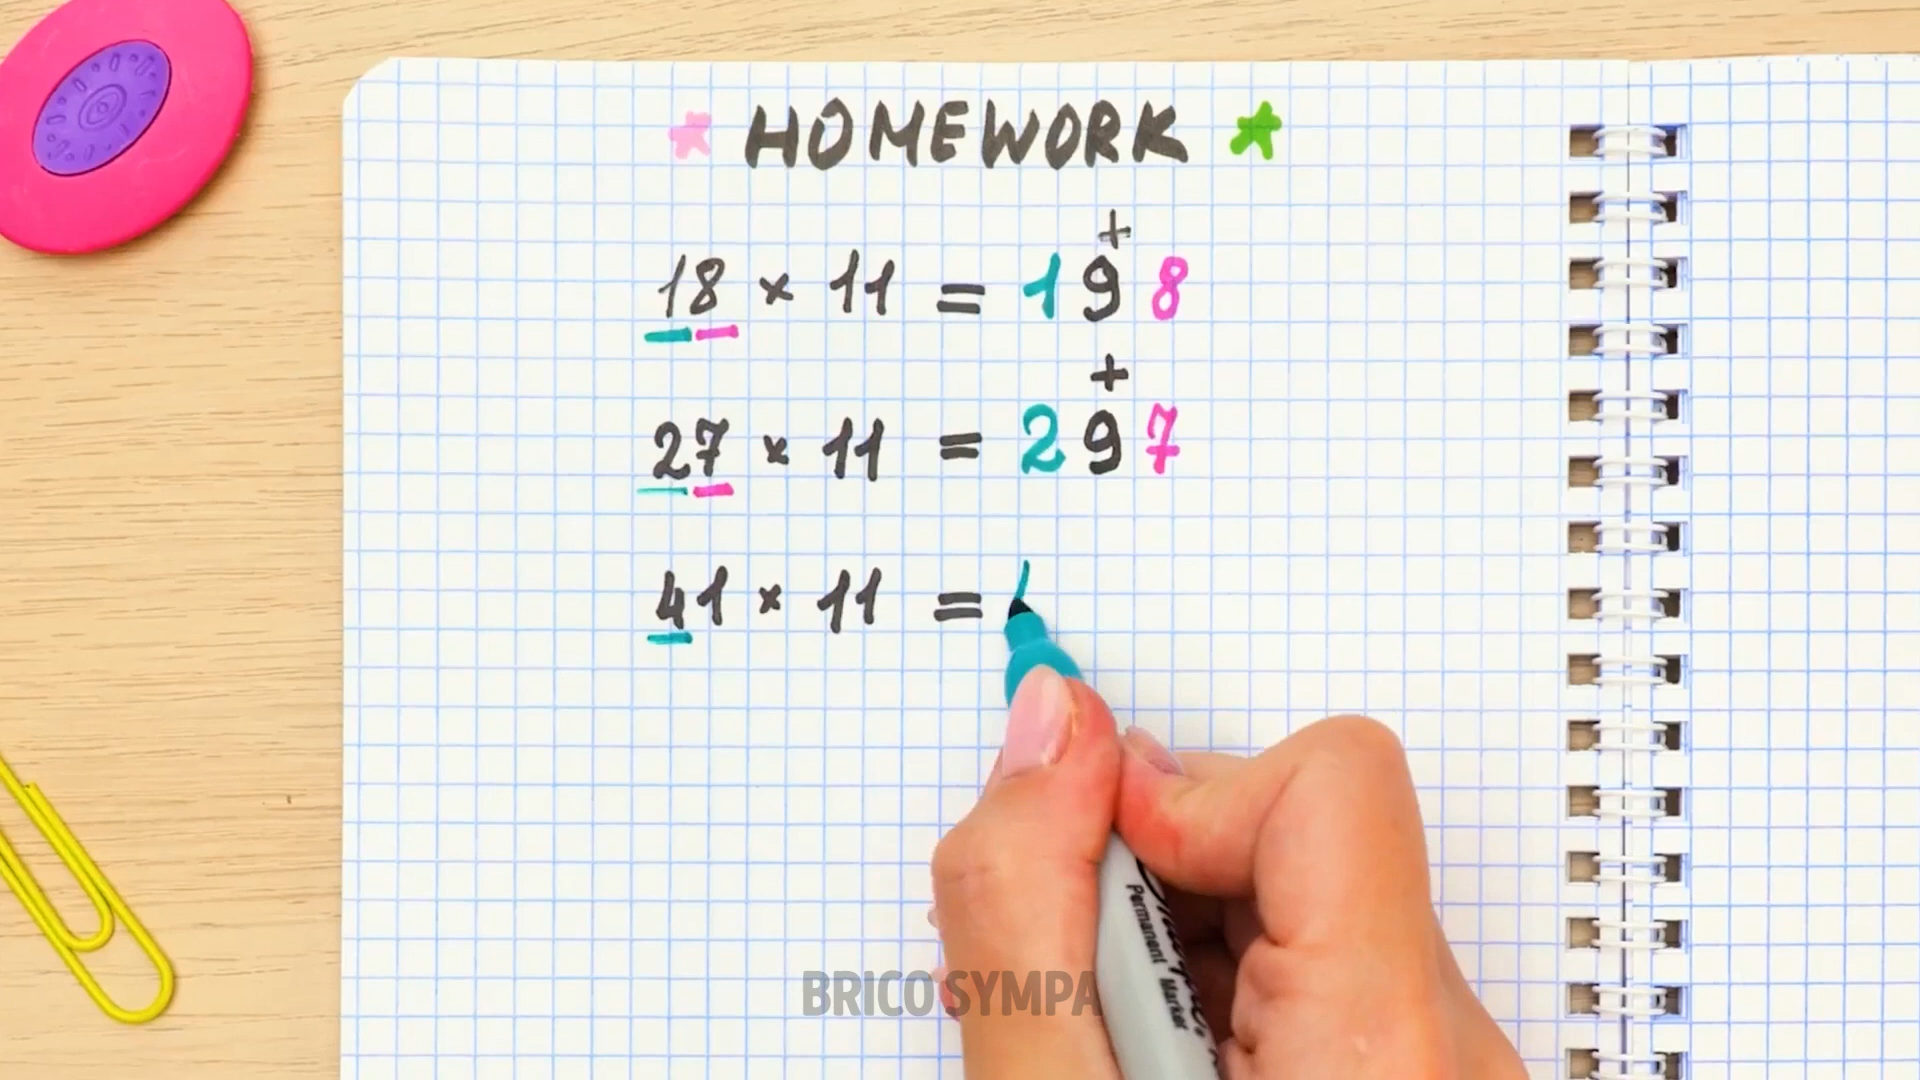 HOMEWORK
+
18 × 11 = 198
+
27 × 11 = 297
41 × 11 =
Permanent Marker
BRICO SYMPA